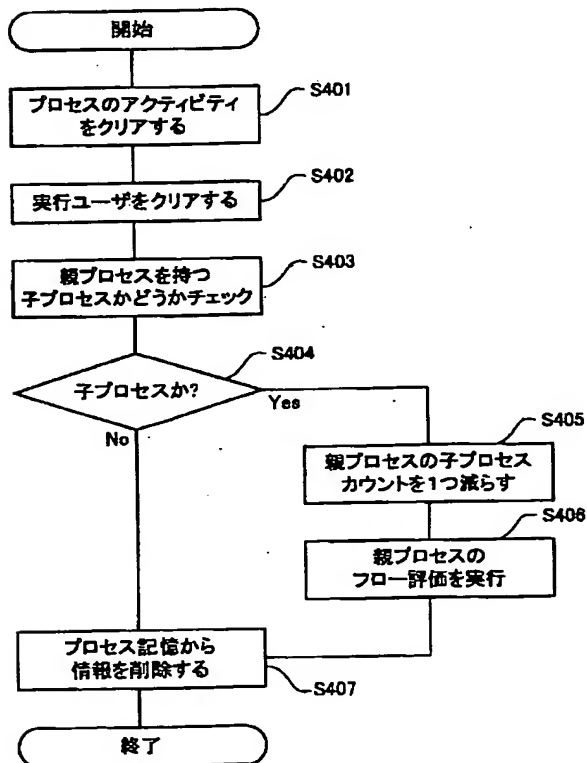 開始
プロセスのアクティビティ
をクリアする
S401
実行ユーザをクリアする
S402
親プロセスを持つ
子プロセスかどうかチェック
S403
子プロセスか?
S404
Yes
No
親プロセスの子プロセス
カウントを1つ減らす
S405
親プロセスの
フロー評価を実行
S406
プロセス記憶から
情報を削除する
S407
終了